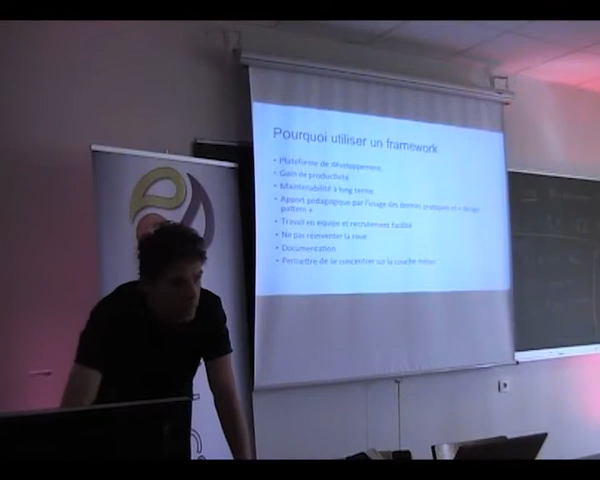 Pourquoi utiliser un framework
• Plateforme de développement
• Gain de productivité
• Maintenabilité à long terme
• Apport pédagogique par l'usage des bonnes pratiques et « design
pattern »
• Travail en équipe et recrutement facilité
• Ne pas réinventer la roue
• Documentation
• Permettre de se concentrer sur la couche métier